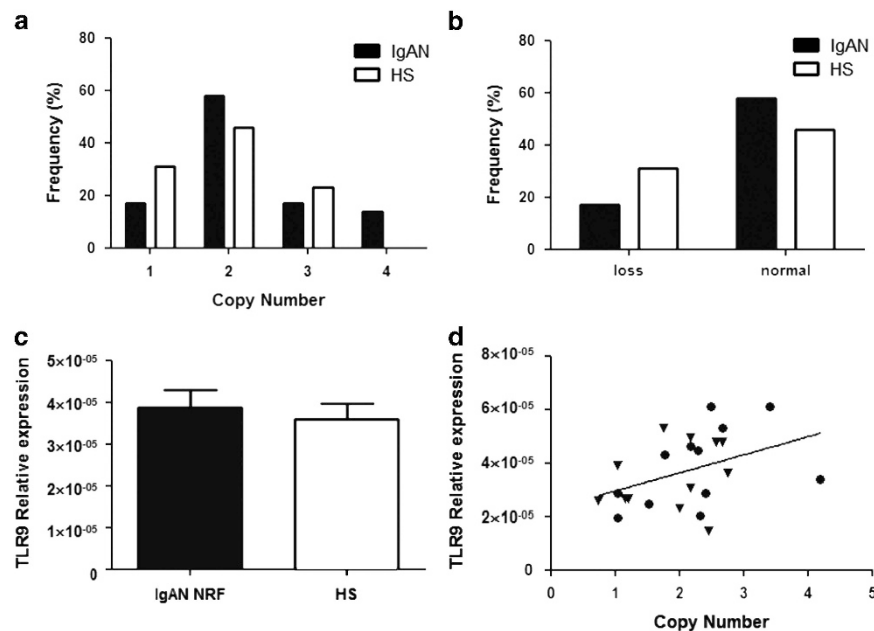 a
80
60
40
20
0
Frequency (%)
IgAN
HS
1 2 3 4
Copy Number
b
80
60
40
20
0
Frequency (%)
IgAN
HS
loss normal
c
5×10⁻⁰⁵
4×10⁻⁰⁵
3×10⁻⁰⁵
2×10⁻⁰⁵
1×10⁻⁰⁵
0
TLR9 Relative expression
IgAN NRF HS
d
8×10⁻⁰⁵
6×10⁻⁰⁵
4×10⁻⁰⁵
2×10⁻⁰⁵
0
TLR9 Relative expression
0 1 2 3 4 5
Copy Number